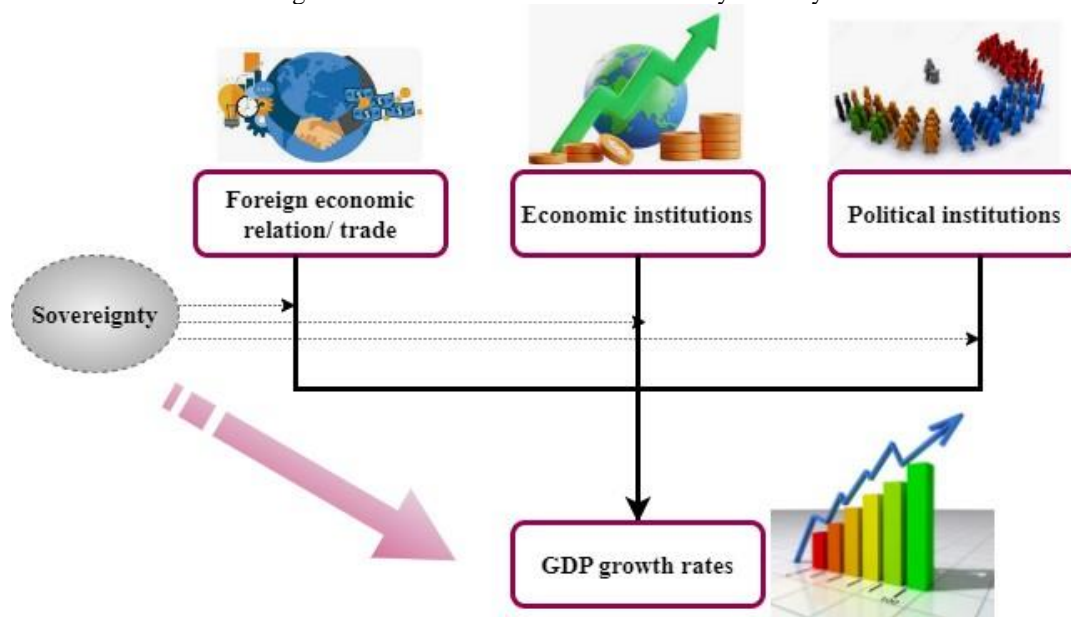 Foreign economic
relation/ trade
Economic institutions
Political institutions
Sovereignty
GDP growth rates